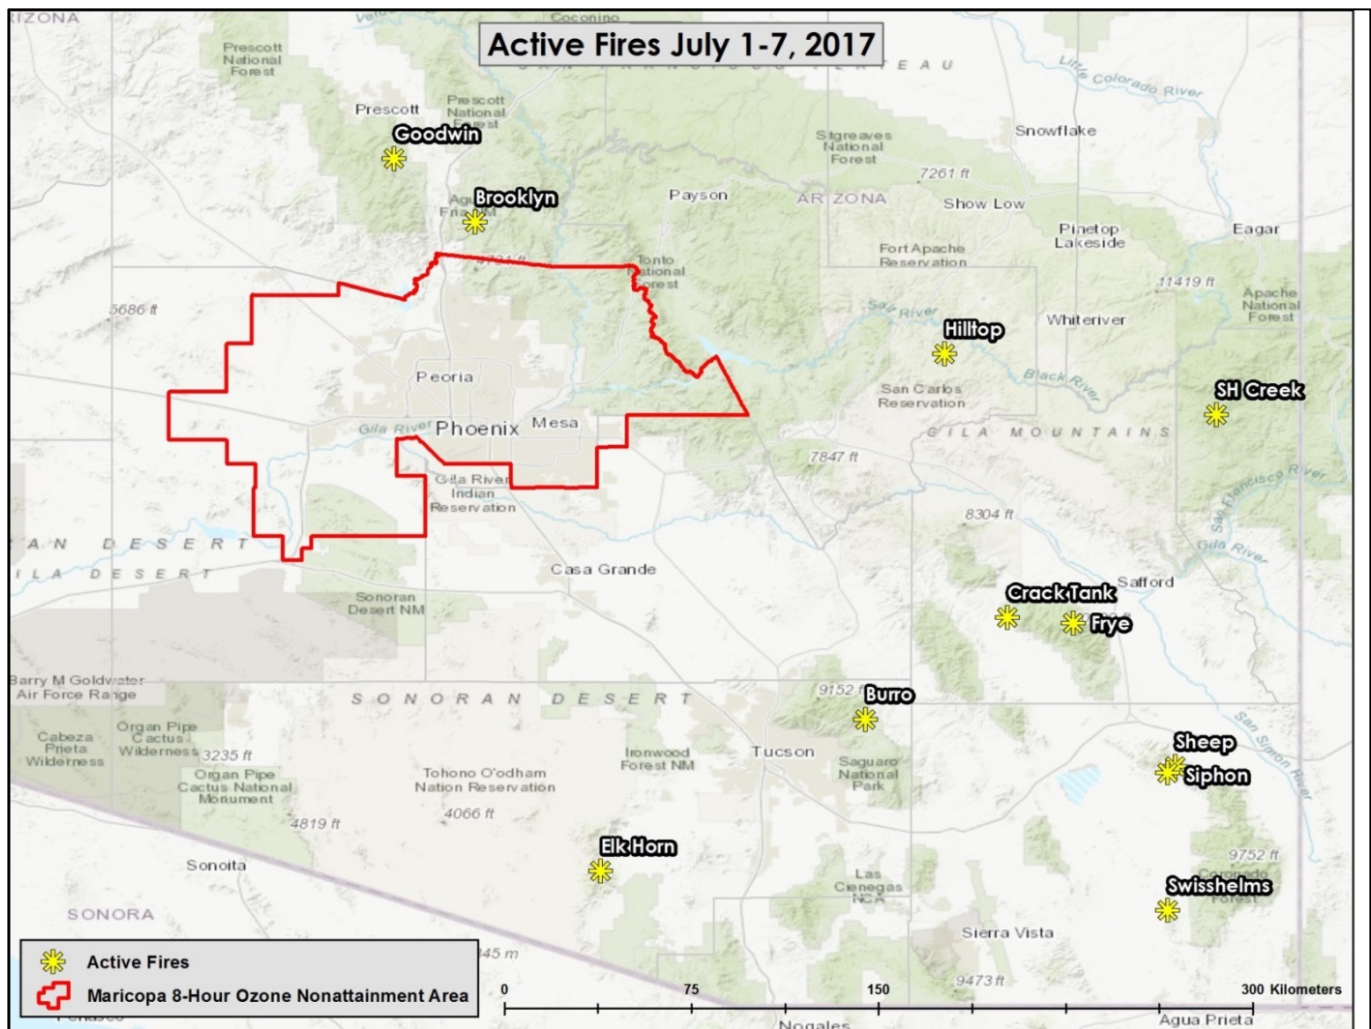 Active Fires July 1-7, 2017
RIZONA
Coconino
Prescott
National
Forest
Prescott
Prescott
National
Forest
Goodwin
Brooklyn
Little Colorado River
Snowflake
Sitgreaves
National
Forest
7261 ft
Payson
ARIZONA
Show Low
Pinetop
Lakeside
Eagar
Fort Apache
Reservation
Tonto
National
Forest
11419 ft
Apache
National
Forest
5686 ft
Salt River
Hilltop
Whiteriver
Black River
San Carlos
Reservation
SH Creek
Peoria
Gila River
Phoenix
Mesa
GILA MOUNTAINS
7847 ft
Gila River
Indian
Reservation
San Francisco River
8304 ft
Gila River
AN DESERT
ILA DESERT
Casa Grande
Safford
Sonoran
Desert NM
Crack Tank
Frye
Barry M Goldwater
Air Force Range
SONORAN DESERT
9152 f
Burro
San Simon River
Cabeza
Prieta
Wilderness
Organ Pipe
Cactus
Wilderness
3235 ft
Ironwood
Forest NM
Tucson
Sheep
Siphon
Saguaro
National
Park
Organ Pipe
Cactus National
Monument
Tohono O'odham
Nation Reservation
4066 ft
4819 ft
Elk Horn
Sonoita
9752 ft
Las
Cienegas
NCA
Swisshelms
Coronado
Forest
SONORA
Sierra Vista
45 m
9473 ft
Active Fires
Maricopa 8-Hour Ozone Nonattainment Area
0 75 150 300 Kilometers
Nogales
Agua Prieta